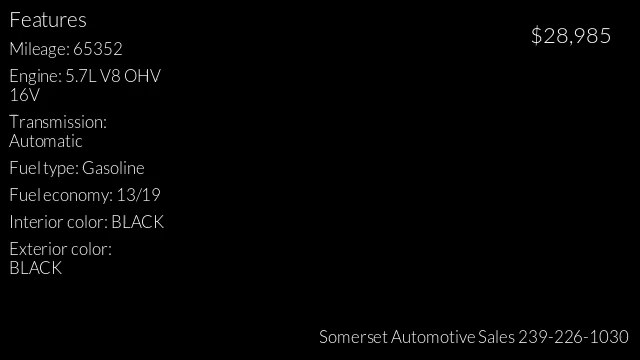 Features
$28,985
Mileage: 65352
Engine: 5.7L V8 OHV
16V
Transmission:
Automatic
Fuel type: Gasoline
Fuel economy: 13/19
Interior color: BLACK
Exterior color:
BLACK
Somerset Automotive Sales 239-226-1030